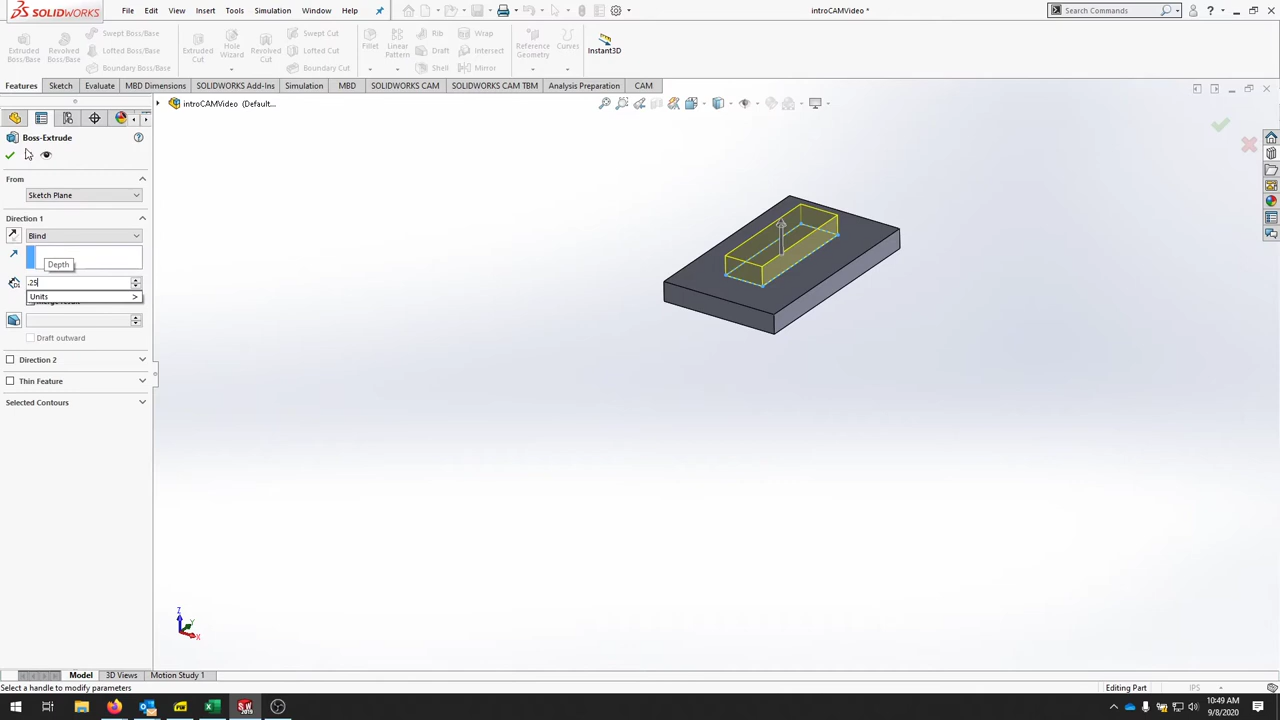 SOLIDWORKS File Edit View Insert Tools Simulation Window Help introCAMVideo * Search Commands
Extruded Boss/Base Revolved Boss/Base Swept Boss/Base Lofted Boss/Base Boundary Boss/Base Extruded Cut Hole Wizard Revolved Cut Swept Cut Lofted Cut Boundary Cut Fillet Linear Pattern Rib Draft Shell Wrap Intersect Mirror Reference Geometry Curves Instant3D
Features Sketch Evaluate MBD Dimensions SOLIDWORKS Add-Ins Simulation MBD SOLIDWORKS CAM SOLIDWORKS CAM TBM Analysis Preparation CAM
introCAMVideo (Default...
Boss-Extrude
From
Sketch Plane
Direction 1
Blind
Depth
.25
Units >
Draft outward
Direction 2
Thin Feature
Selected Contours
Z
Y
X
Model 3D Views Motion Study 1
Select a handle to modify parameters Editing Part IPS
10:49 AM
9/8/2020